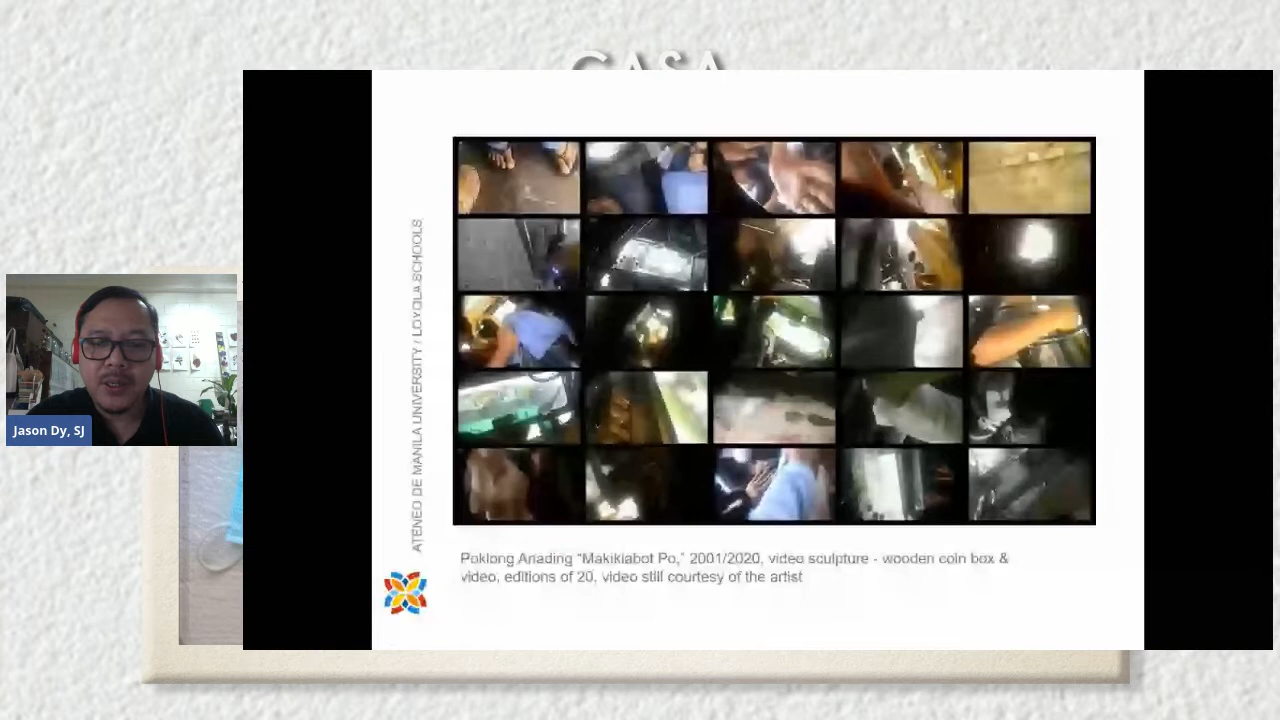 CASA
ATENEO DE MANILA UNIVERSITY / LOYOLA SCHOOLS
Jason Dy, SJ
Poklong Anading "Makikiabot Po," 2001/2020, video sculpture - wooden coin box &
video, editions of 20, video still courtesy of the artist